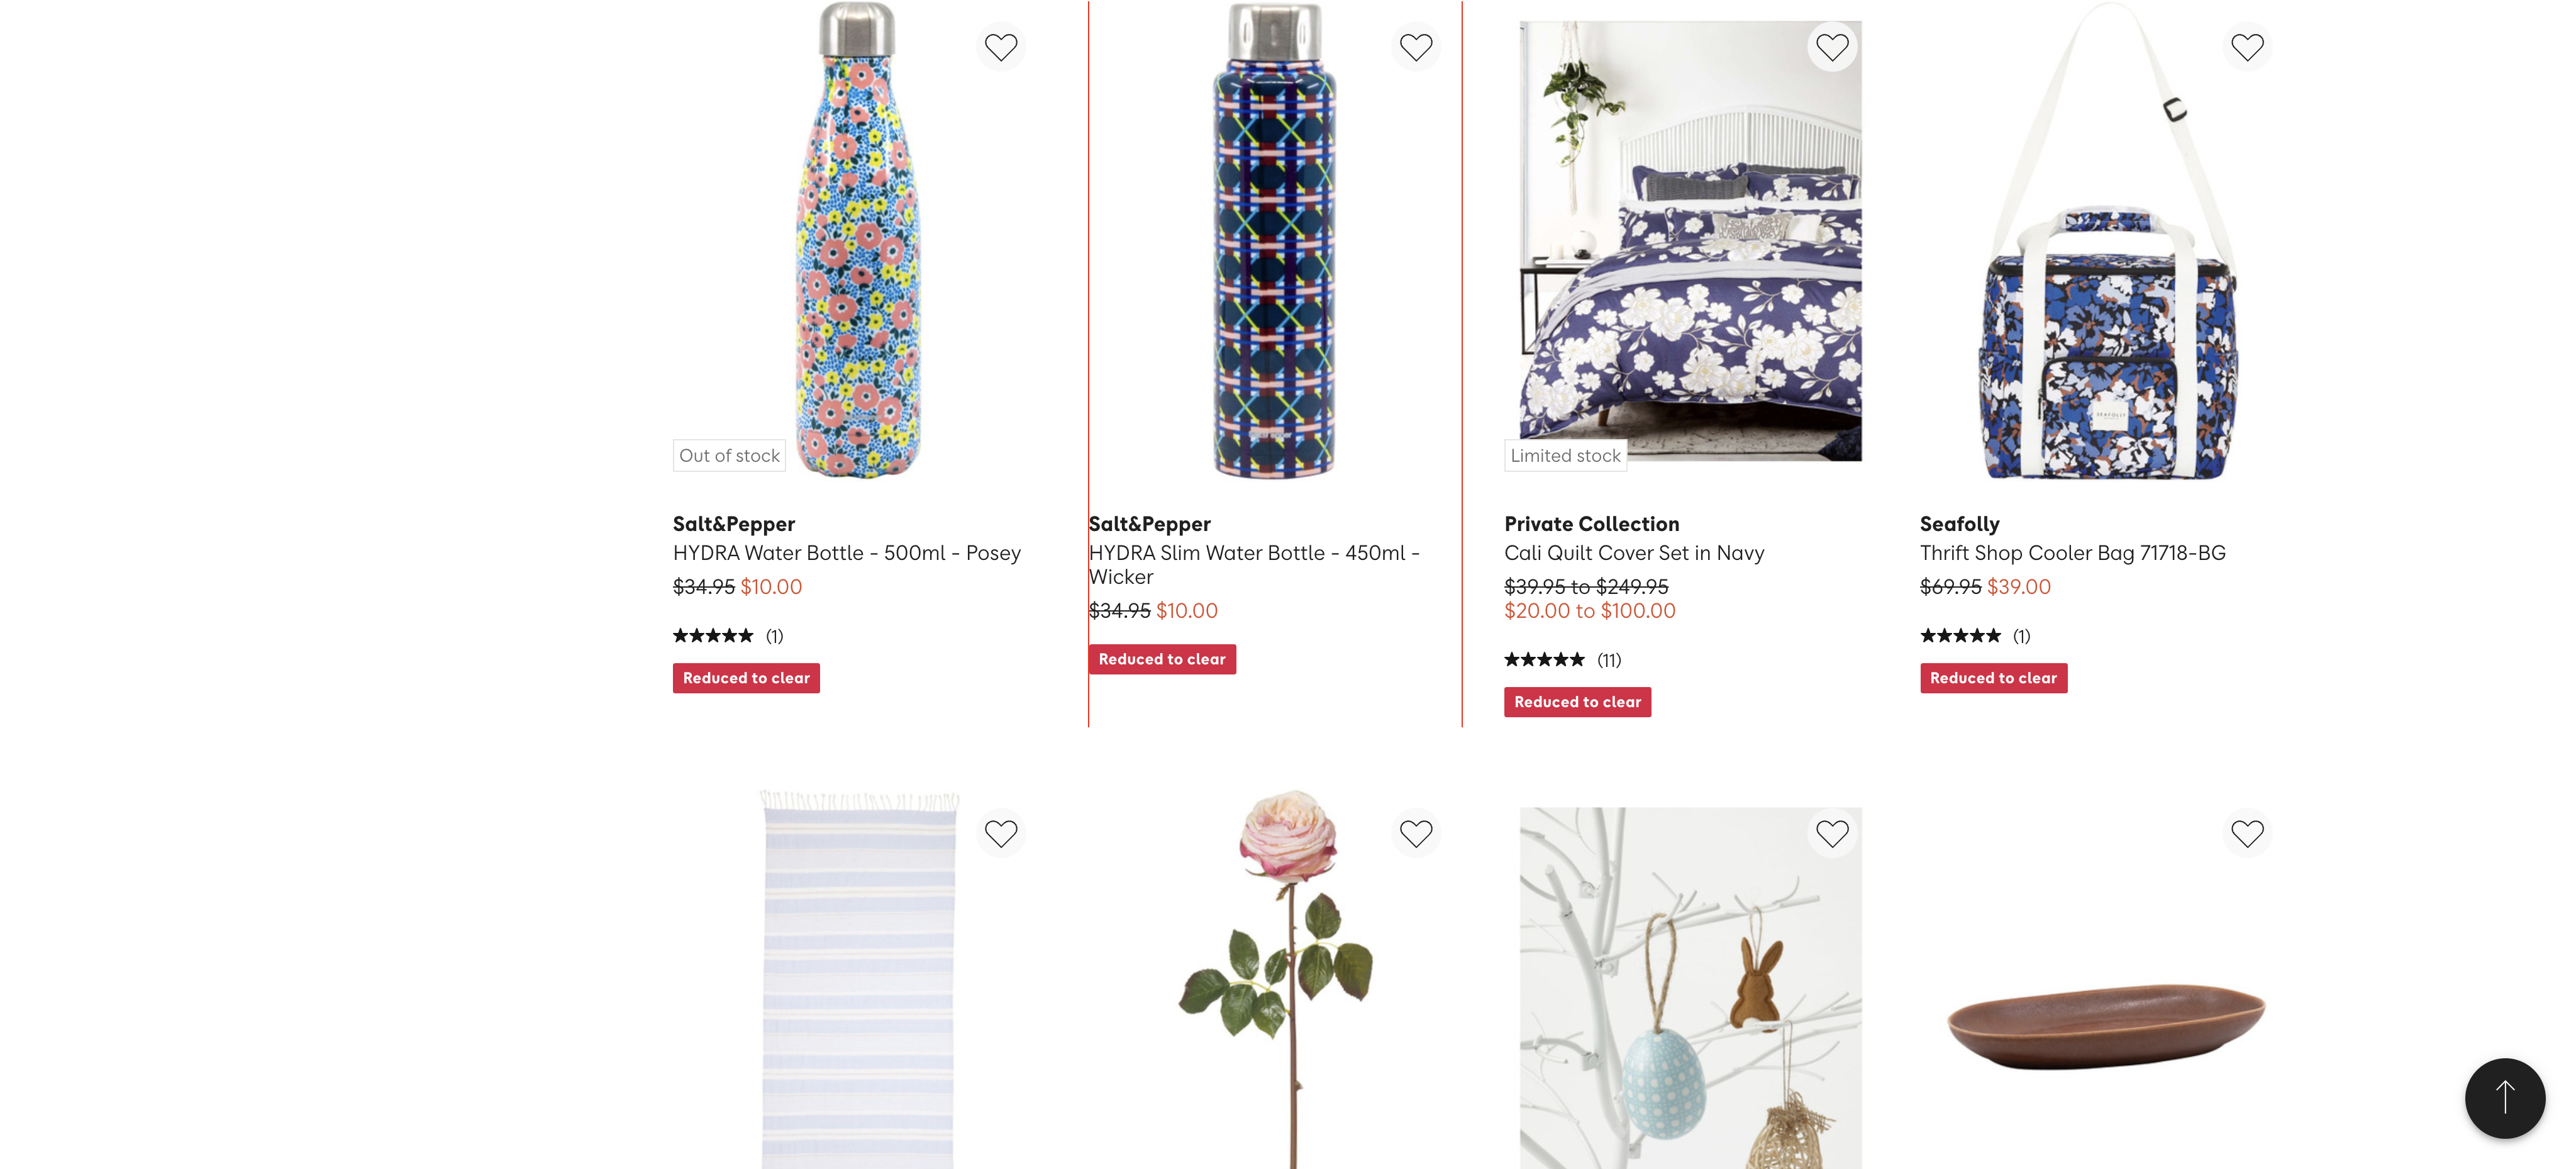 Out of stock
Salt&Pepper
HYDRA Water Bottle - 500ml - Posey
$34.95 $10.00
(1)
Reduced to clear
Salt&Pepper
HYDRA Slim Water Bottle - 450ml -
Wicker
$34.95 $10.00
Reduced to clear
Limited stock
Private Collection
Cali Quilt Cover Set in Navy
$39.95 to $249.95
$20.00 to $100.00
(11)
Reduced to clear
SEAFOLLY
Seafolly
Thrift Shop Cooler Bag 71718-BG
$69.95 $39.00
(1)
Reduced to clear